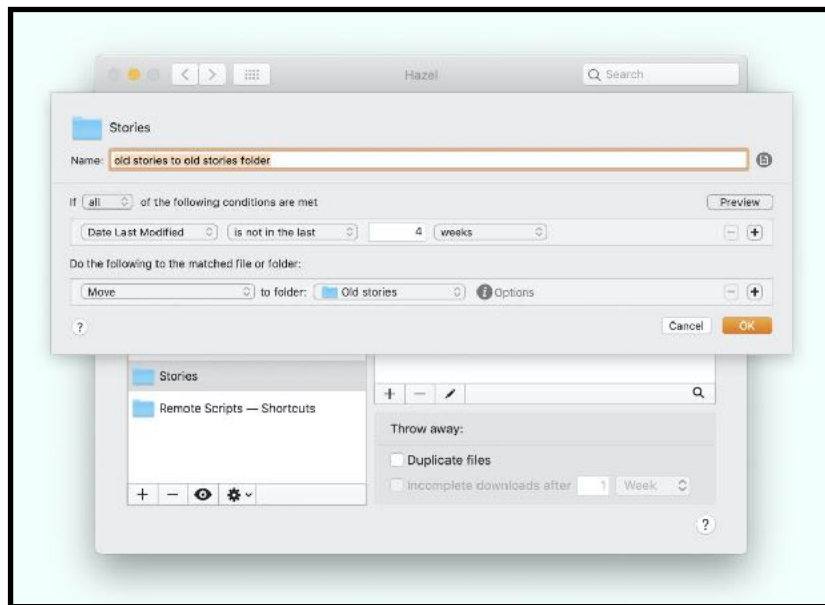 Hazel
Search
Stories
Name: old stories to old stories folder
If all of the following conditions are met Preview
Date Last Modified is not in the last 4 weeks
Do the following to the matched file or folder:
Move to folder: Old stories Options
? Cancel OK
Stories
Remote Scripts — Shortcuts
Throw away:
Duplicate files
Incomplete downloads after 1 Week
?